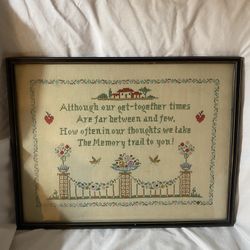 Although our get-together times
Are far between and few,
How often in our thoughts we take
The Memory trail to you!